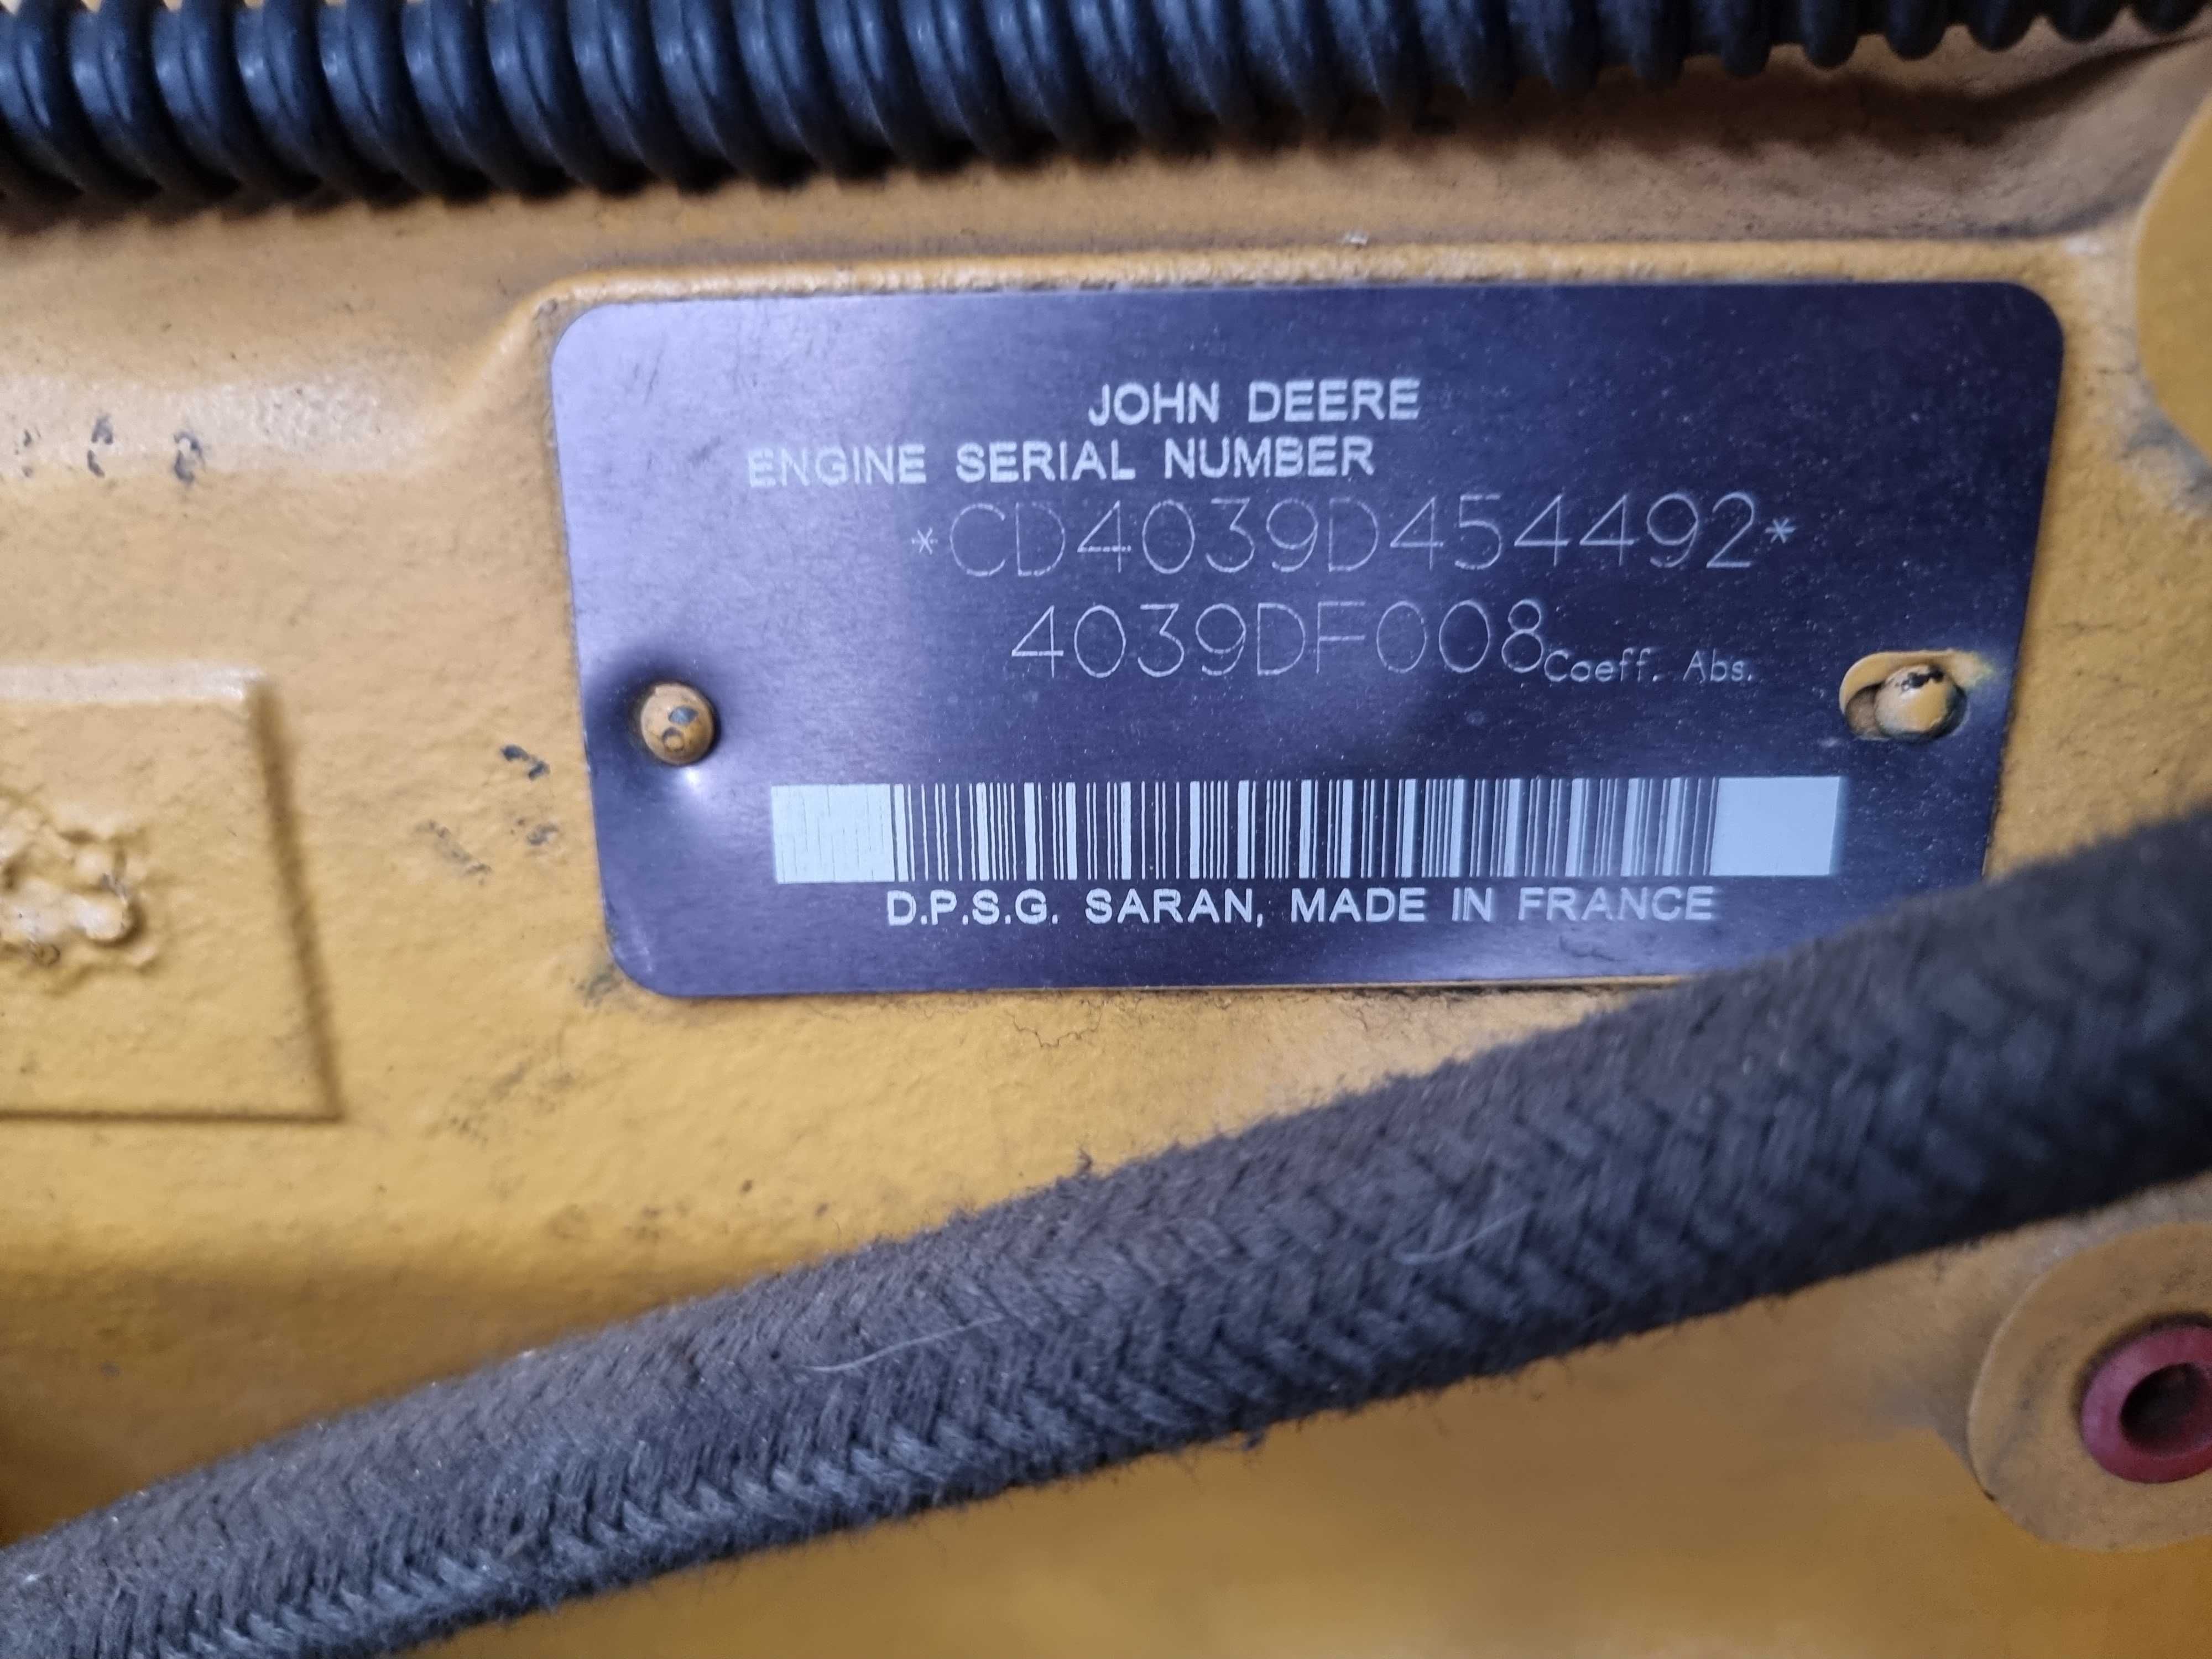 JOHN DEERE
ENGINE SERIAL NUMBER
*CD4039D454492*
4039DF008 Coeff. Abs.
D.P.S.G. SARAN, MADE IN FRANCE